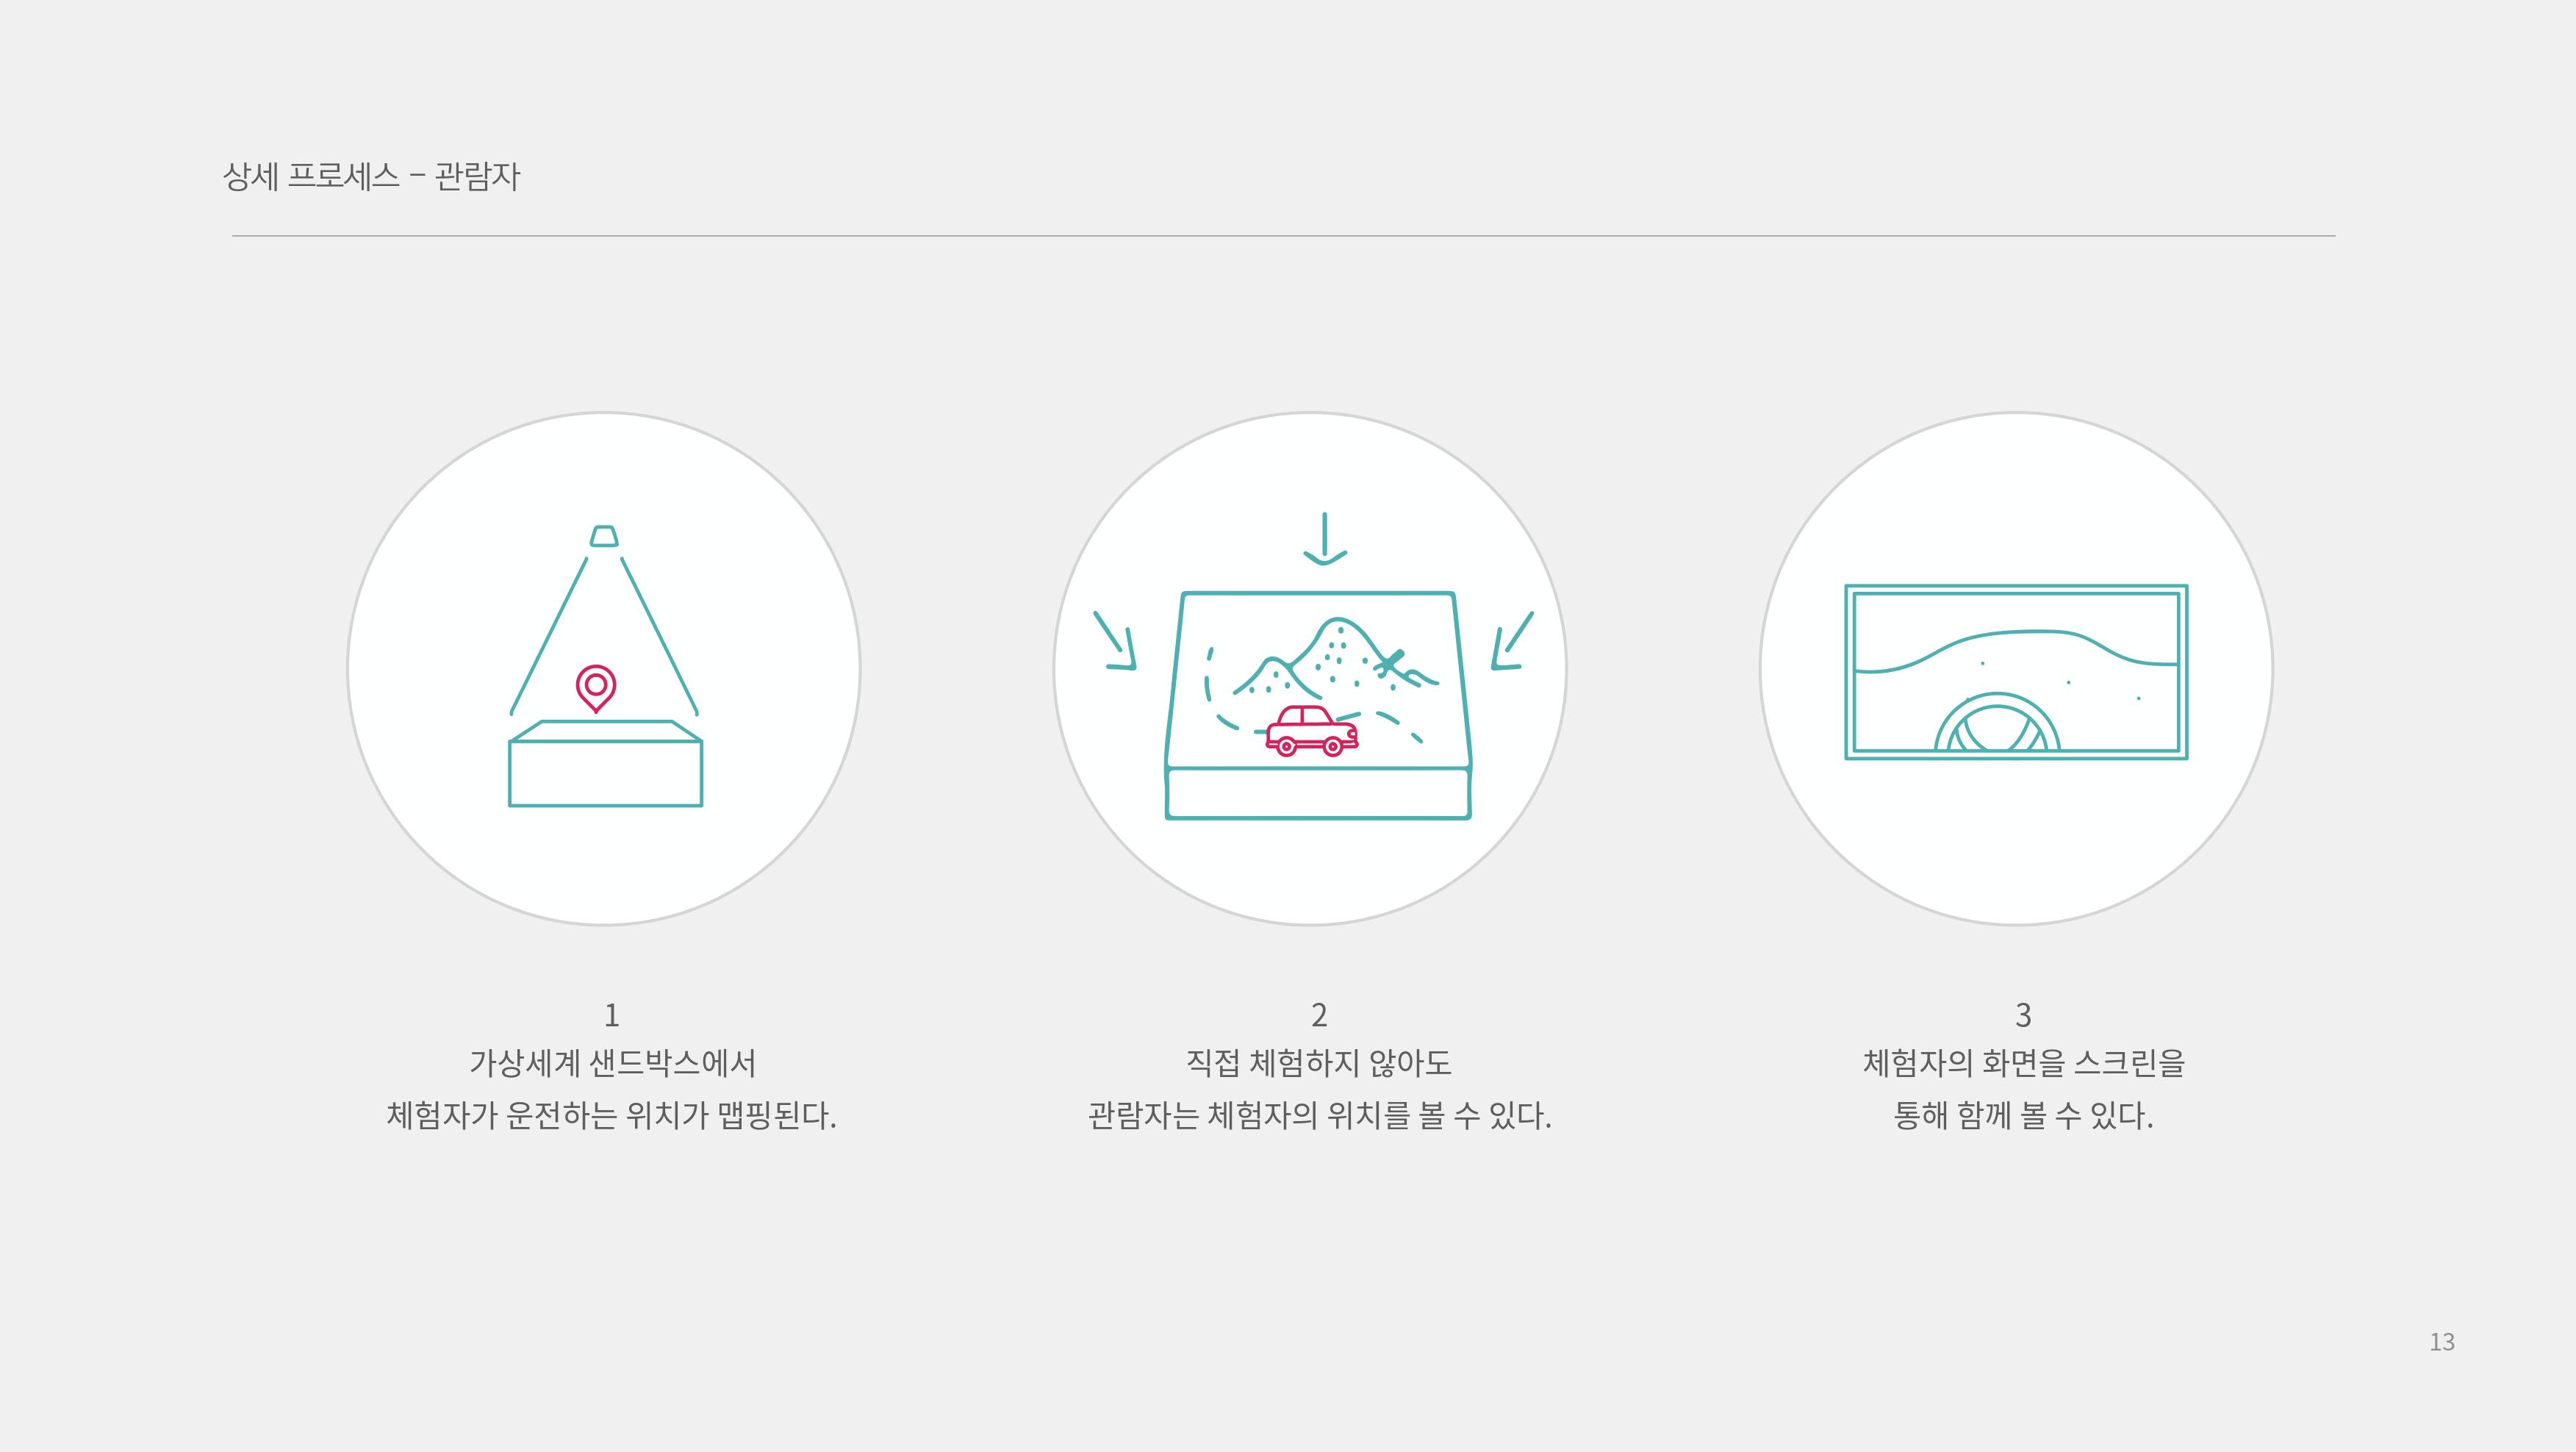 상세 프로세스 – 관람자
1
가상세계 샌드박스에서
체험자가 운전하는 위치가 맵핑된다.
2
직접 체험하지 않아도
관람자는 체험자의 위치를 볼 수 있다.
3
체험자의 화면을 스크린을
통해 함께 볼 수 있다.
13